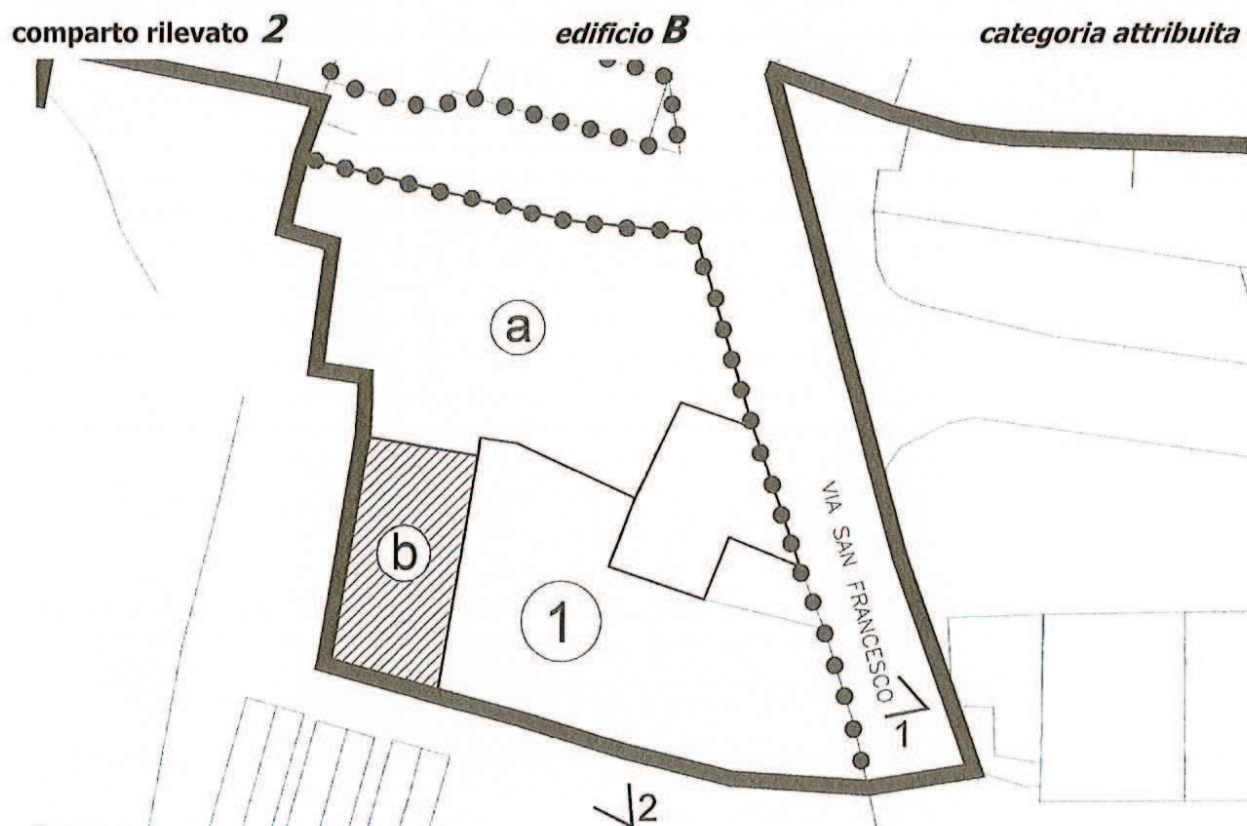 comparto rilevato 2 edificio B categoria attribuita
a
b
1
VIA SAN FRANCESCO
1
2